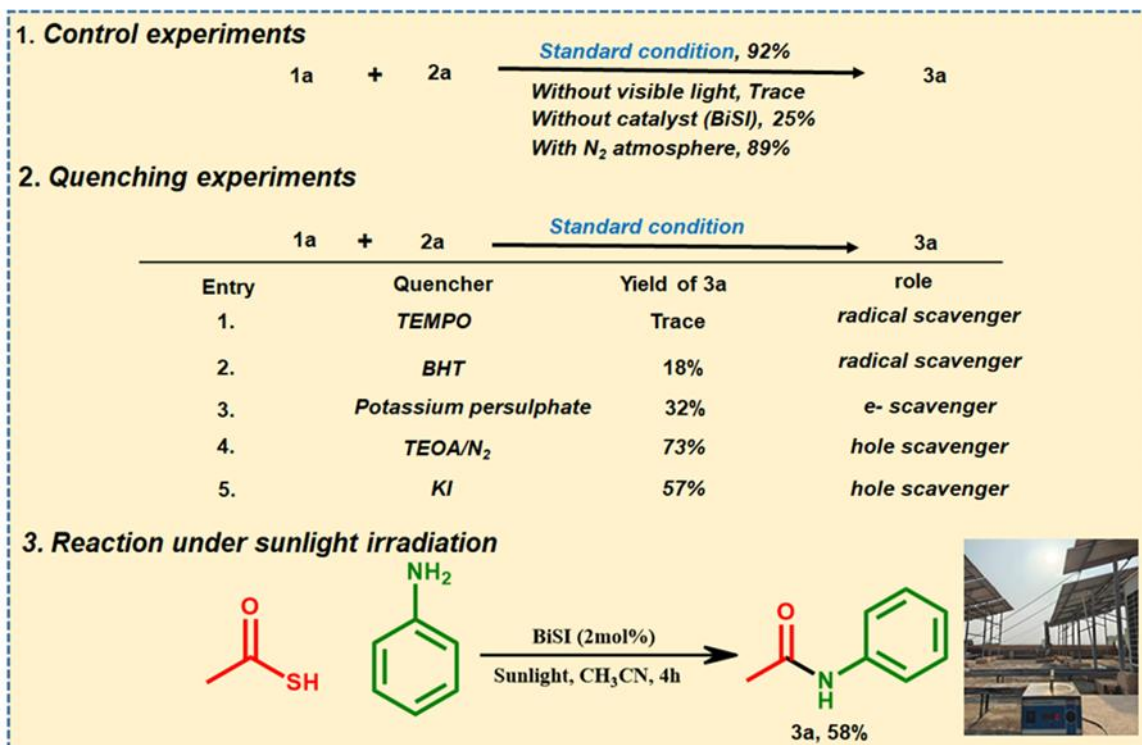 1. Control experiments
1a + 2a Standard condition, 92% 3a
Without visible light, Trace
Without catalyst (BiSI), 25%
With N₂ atmosphere, 89%
2. Quenching experiments
1a + 2a Standard condition 3a
Entry Quencher Yield of 3a role
1. TEMPO Trace radical scavenger
2. BHT 18% radical scavenger
3. Potassium persulphate 32% e- scavenger
4. TEOA/N₂ 73% hole scavenger
5. KI 57% hole scavenger
3. Reaction under sunlight irradiation
NH₂
O
SH
BiSI (2mol%)
Sunlight, CH₃CN, 4h
O
N
H
3a, 58%